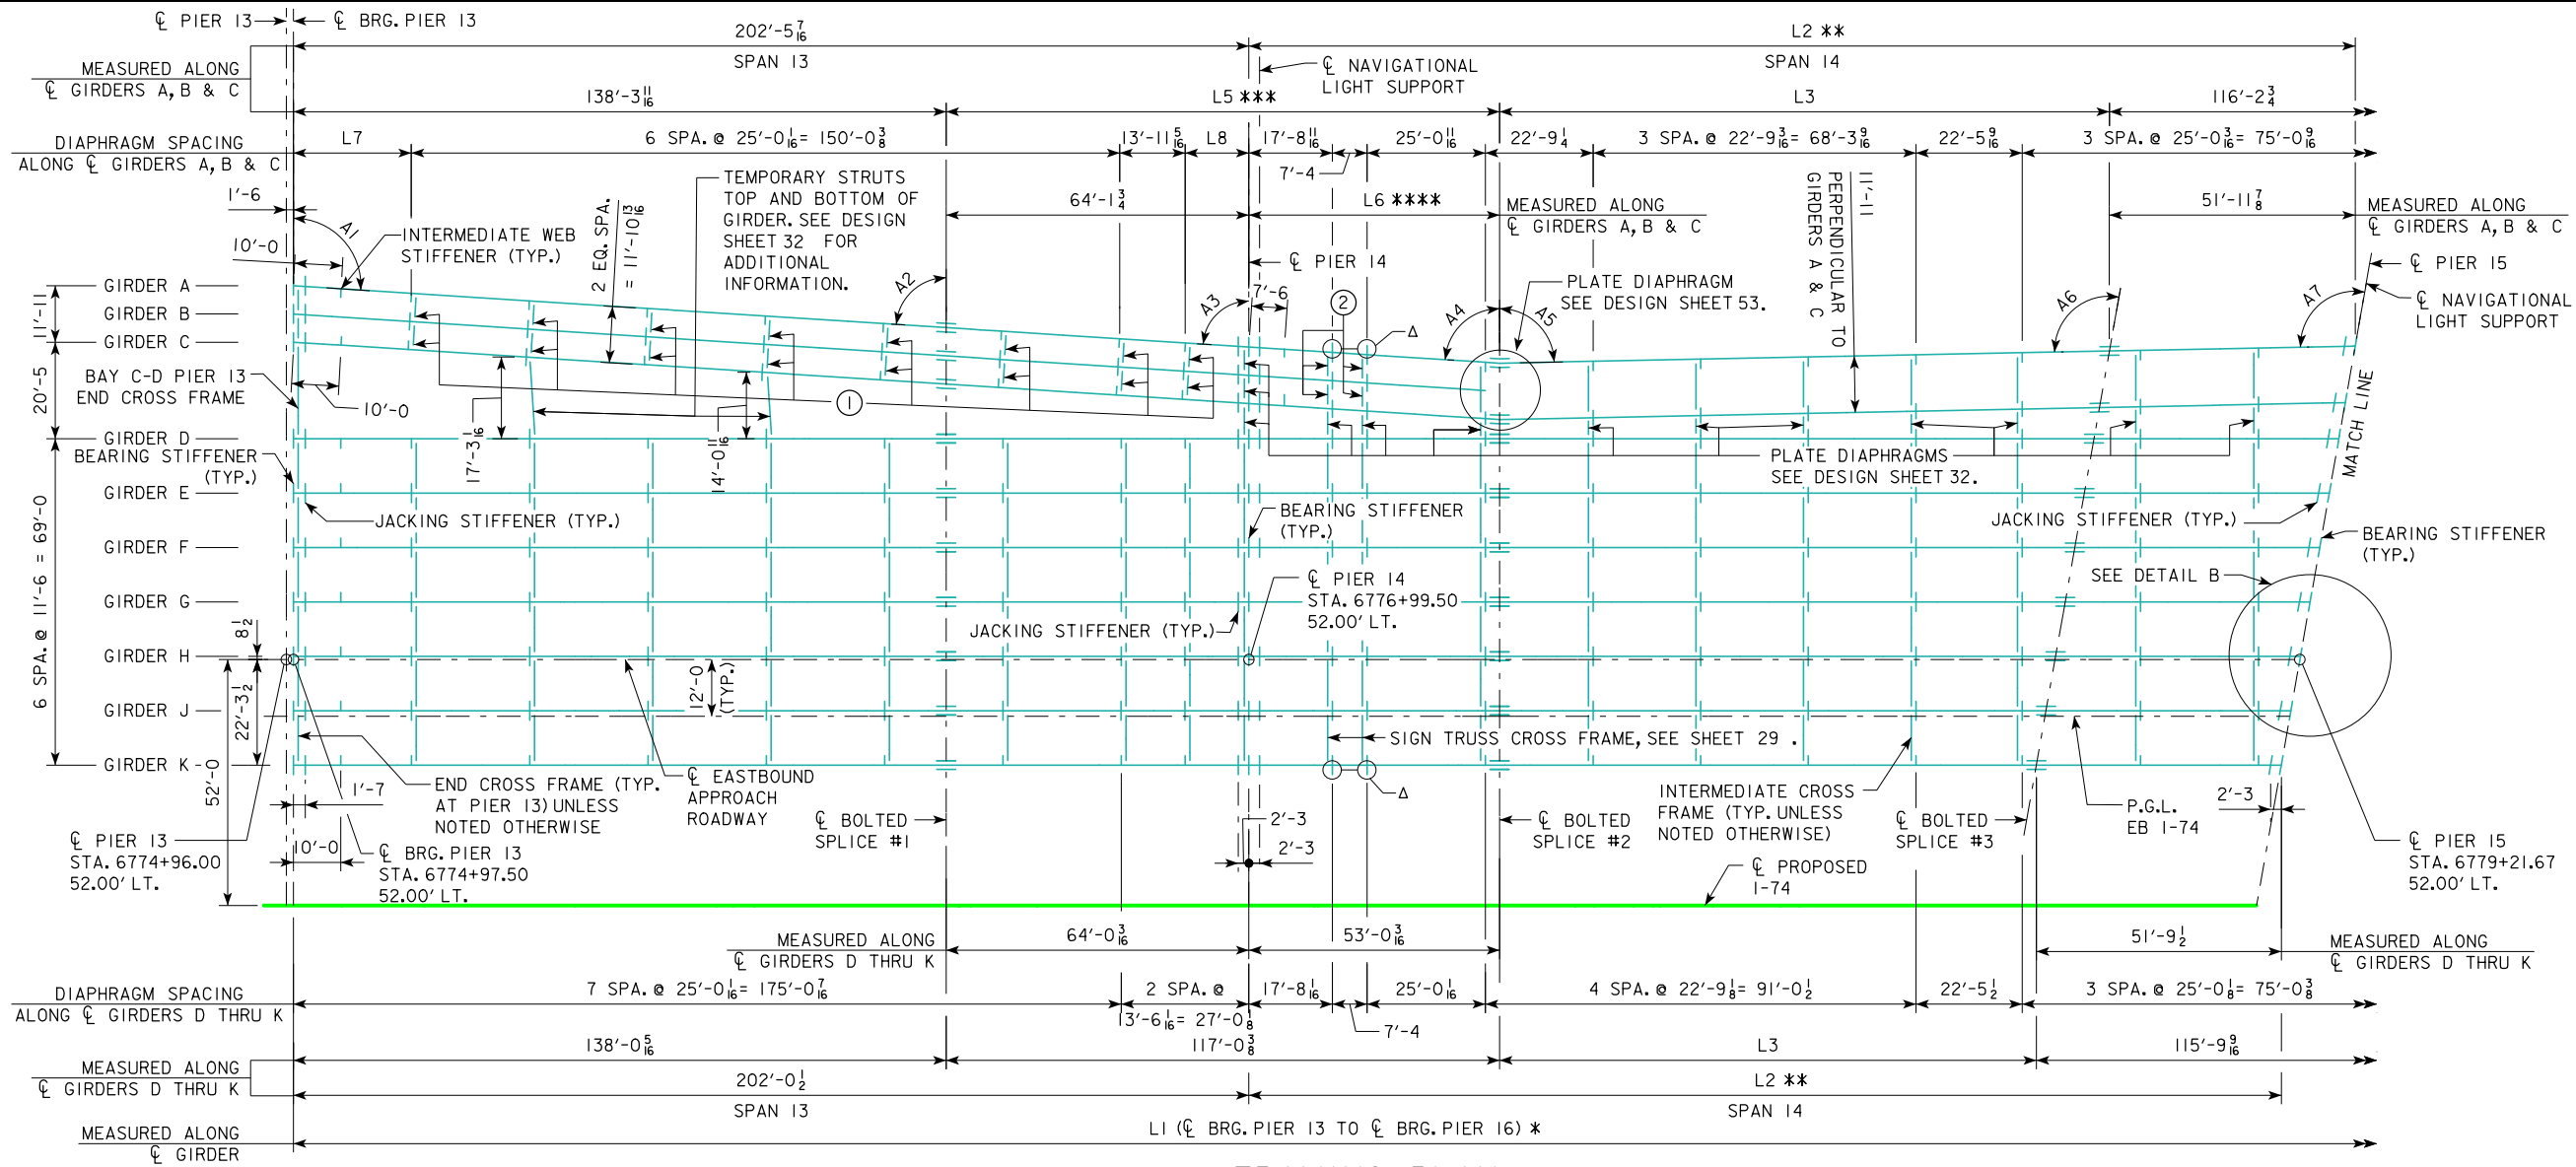 ℄ PIER 13
℄ BRG. PIER 13
202'-5 7/16
SPAN 13
L2 **
SPAN 14
MEASURED ALONG
℄ GIRDERS A, B & C
℄ NAVIGATIONAL
LIGHT SUPPORT
138'-3 11/16
L5 ***
L3
116'-2 3/4
DIAPHRAGM SPACING
ALONG ℄ GIRDERS A, B & C
L7
6 SPA. @ 25'-0 1/16 = 150'-0 3/8
13'-11 5/16
L8
17'-8 11/16
7'-4
25'-0 11/16
22'-9 1/4
3 SPA. @ 22'-9 3/16 = 68'-3 9/16
22'-5 9/16
3 SPA. @ 25'-0 3/16 = 75'-0 9/16
1'-6
A1
10'-0
INTERMEDIATE WEB
STIFFENER (TYP.)
2 EQ. SPA.
= 11'-10 13/16
TEMPORARY STRUTS
TOP AND BOTTOM OF
GIRDER. SEE DESIGN
SHEET 32 FOR
ADDITIONAL
INFORMATION.
64'-1 3/4
L6 ****
MEASURED ALONG
℄ GIRDERS A, B & C
11'-11
PERPENDICULAR TO
GIRDERS A & C
51'-11 7/8
MEASURED ALONG
℄ GIRDERS A, B & C
A2
A3
℄ PIER 14
7'-6
2
Δ
A4
A5
PLATE DIAPHRAGM
SEE DESIGN SHEET 53.
A6
A7
℄ PIER 15
℄ NAVIGATIONAL
LIGHT SUPPORT
11'-11
GIRDER A
GIRDER B
GIRDER C
20'-5
BAY C-D PIER 13
END CROSS FRAME
10'-0
17'-3 1/16
14'-0 11/16
1
GIRDER D
BEARING STIFFENER
(TYP.)
PLATE DIAPHRAGMS
SEE DESIGN SHEET 32.
MATCH LINE
6 SPA. @ 11'-6 = 69'-0
GIRDER E
JACKING STIFFENER (TYP.)
BEARING STIFFENER
(TYP.)
JACKING STIFFENER (TYP.)
BEARING STIFFENER
(TYP.)
GIRDER F
℄ PIER 14
STA. 6776+99.50
52.00' LT.
SEE DETAIL B
GIRDER G
JACKING STIFFENER (TYP.)
8 1/2
GIRDER H
22'-3 1/2
12'-0
(TYP.)
GIRDER J
SIGN TRUSS CROSS FRAME, SEE SHEET 29 .
GIRDER K
52'-0
1'-7
END CROSS FRAME (TYP.
AT PIER 13) UNLESS
NOTED OTHERWISE
℄ EASTBOUND
APPROACH
ROADWAY
℄ BOLTED
SPLICE #1
2'-3
2'-3
Δ
℄ BOLTED
SPLICE #2
INTERMEDIATE CROSS
FRAME (TYP. UNLESS
NOTED OTHERWISE)
℄ BOLTED
SPLICE #3
P.G.L.
EB I-74
2'-3
℄ PIER 13
STA. 6774+96.00
52.00' LT.
10'-0
℄ BRG. PIER 13
STA. 6774+97.50
52.00' LT.
℄ PROPOSED
I-74
℄ PIER 15
STA. 6779+21.67
52.00' LT.
MEASURED ALONG
℄ GIRDERS D THRU K
64'-0 3/16
53'-0 3/16
51'-9 1/2
MEASURED ALONG
℄ GIRDERS D THRU K
DIAPHRAGM SPACING
ALONG ℄ GIRDERS D THRU K
7 SPA. @ 25'-0 1/16 = 175'-0 7/16
2 SPA. @
13'-6 1/16 = 27'-0 1/8
17'-8 1/16
7'-4
25'-0 1/16
4 SPA. @ 22'-9 1/8 = 91'-0 1/2
22'-5 1/2
3 SPA. @ 25'-0 1/8 = 75'-0 3/8
MEASURED ALONG
℄ GIRDERS D THRU K
138'-0 5/16
117'-0 3/8
L3
115'-9 9/16
202'-0 1/2
SPAN 13
L2 **
SPAN 14
MEASURED ALONG
℄ GIRDER
L1 (℄ BRG. PIER 13 TO ℄ BRG. PIER 16) *